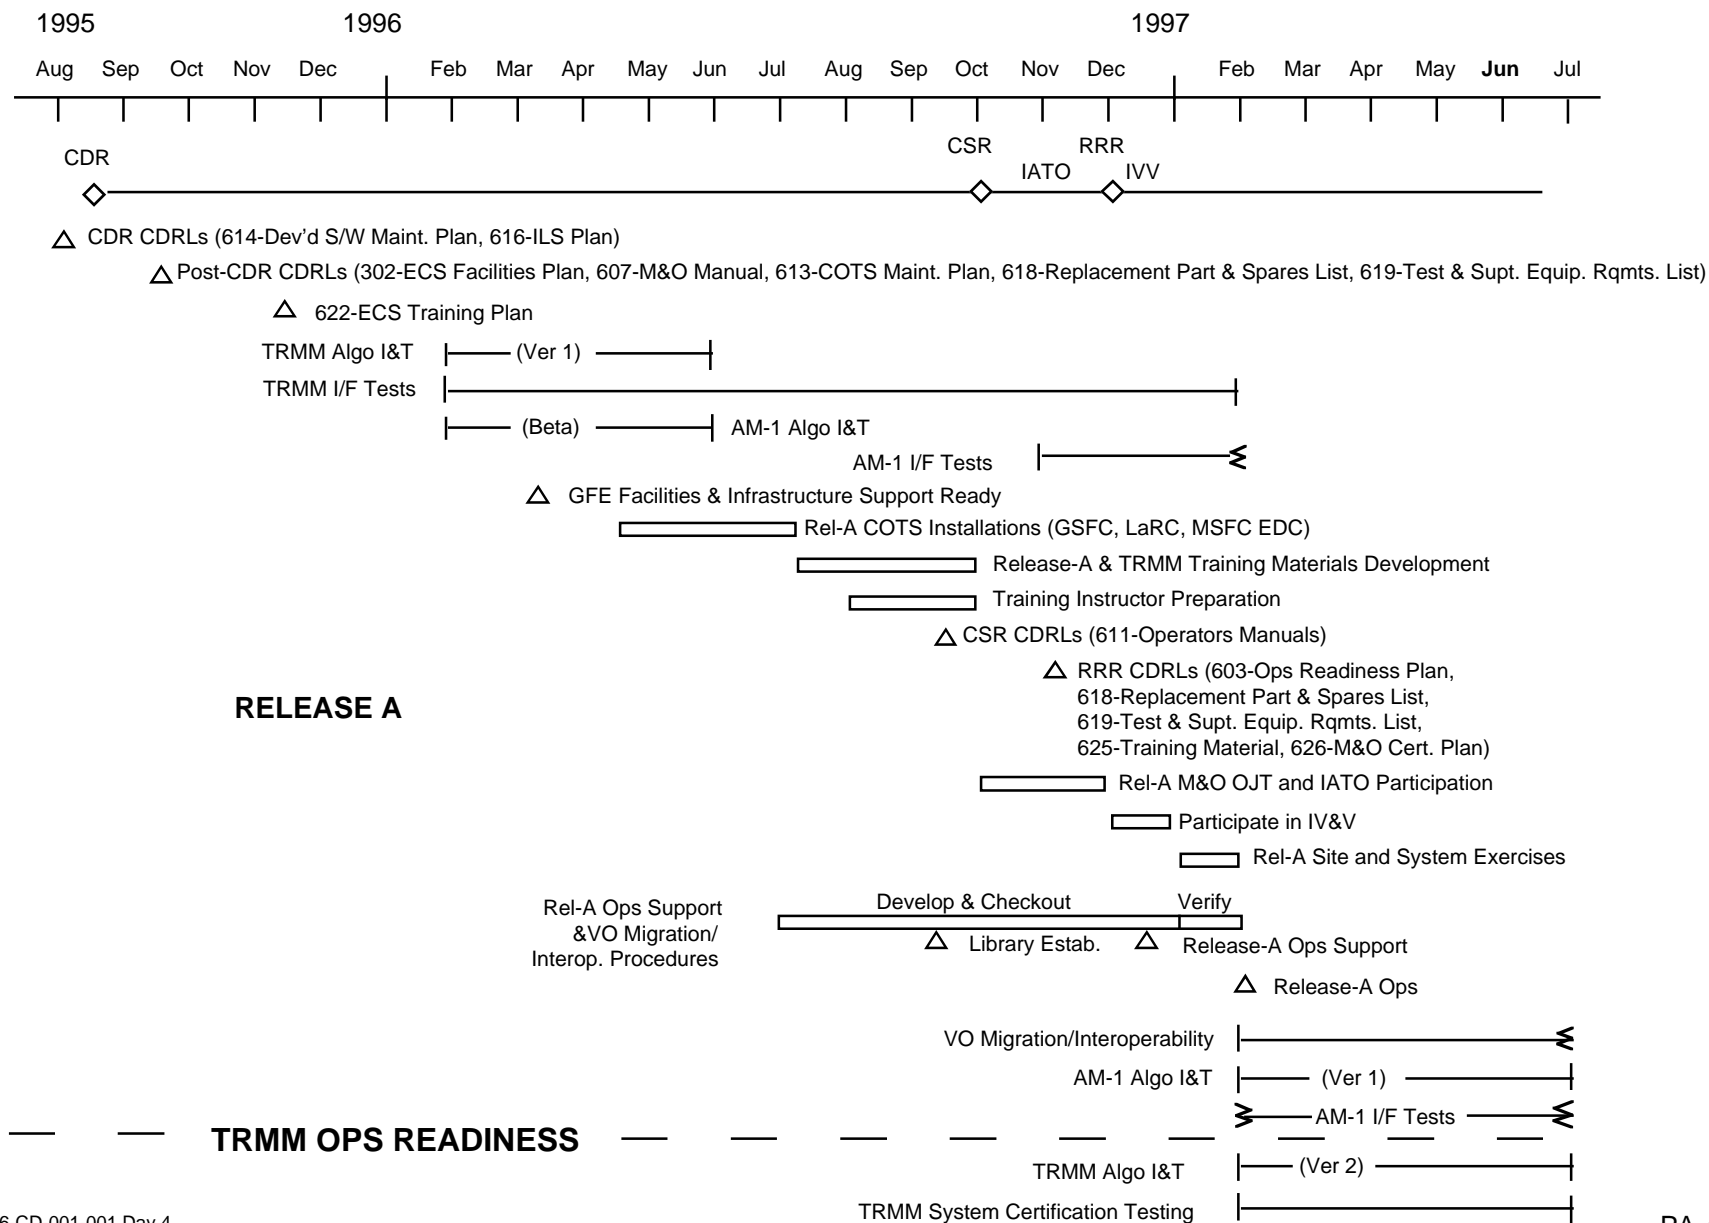 1995 1996 1997
Aug Sep Oct Nov Dec Feb Mar Apr May Jun Jul Aug Sep Oct Nov Dec Feb Mar Apr May Jun Jul
CDR CSR RRR
IATO IVV
CDR CDRLs (614-Dev'd S/W Maint. Plan, 616-ILS Plan)
Post-CDR CDRLs (302-ECS Facilities Plan, 607-M&O Manual, 613-COTS Maint. Plan, 618-Replacement Part & Spares List, 619-Test & Supt. Equip. Rqmts. List)
622-ECS Training Plan
TRMM Algo I&T (Ver 1)
TRMM I/F Tests
(Beta) AM-1 Algo I&T
AM-1 I/F Tests
GFE Facilities & Infrastructure Support Ready
Rel-A COTS Installations (GSFC, LaRC, MSFC EDC)
Release-A & TRMM Training Materials Development
Training Instructor Preparation
CSR CDRLs (611-Operators Manuals)
RRR CDRLs (603-Ops Readiness Plan,
618-Replacement Part & Spares List,
619-Test & Supt. Equip. Rqmts. List,
625-Training Material, 626-M&O Cert. Plan)
RELEASE A
Rel-A M&O OJT and IATO Participation
Participate in IV&V
Rel-A Site and System Exercises
Rel-A Ops Support
&VO Migration/
Interop. Procedures
Develop & Checkout Verify
Library Estab. Release-A Ops Support
Release-A Ops
VO Migration/Interoperability
AM-1 Algo I&T (Ver 1)
AM-1 I/F Tests
TRMM OPS READINESS
TRMM Algo I&T (Ver 2)
TRMM System Certification Testing